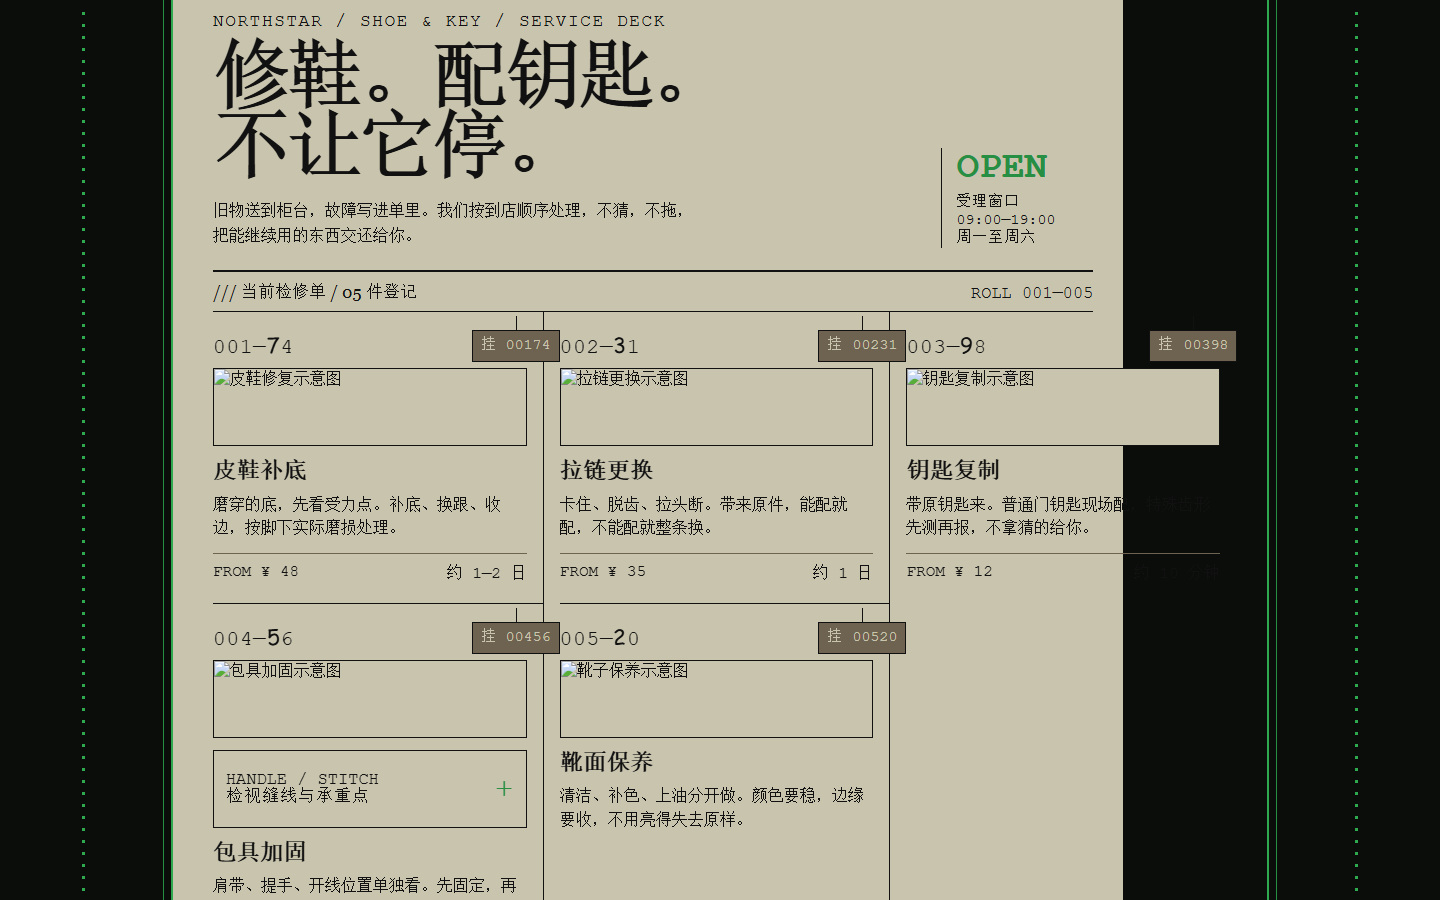 NORTHSTAR / SHOE & KEY / SERVICE DECK
修鞋。配钥匙。
不让它停。
旧物送到柜台，故障写进单里。我们按到店顺序处理，不猜，不拖，
把能继续用的东西交还给你。
OPEN
受理窗口
09:00—19:00
周一至周六
/// 当前检修单 / 05 件登记
ROLL 001—005
001—74
挂 00174
皮鞋修复示意图
皮鞋补底
磨穿的底，先看受力点。补底、换跟、收
边，按脚下实际磨损处理。
FROM ¥ 48
约 1—2 日
002—31
挂 00231
拉链更换示意图
拉链更换
卡住、脱齿、拉头断。带来原件，能配就
配，不能配就整条换。
FROM ¥ 35
约 1 日
003—98
挂 00398
钥匙复制示意图
钥匙复制
带原钥匙来。普通门钥匙现场配
先测再报，不拿猜的给你。
FROM ¥ 12
004—56
挂 00456
包具加固示意图
HANDLE / STITCH
检视缝线与承重点
+
包具加固
肩带、提手、开线位置单独看。先固定，再
005—20
挂 00520
靴子保养示意图
靴面保养
清洁、补色、上油分开做。颜色要稳，边缘
要收，不用亮得失去原样。